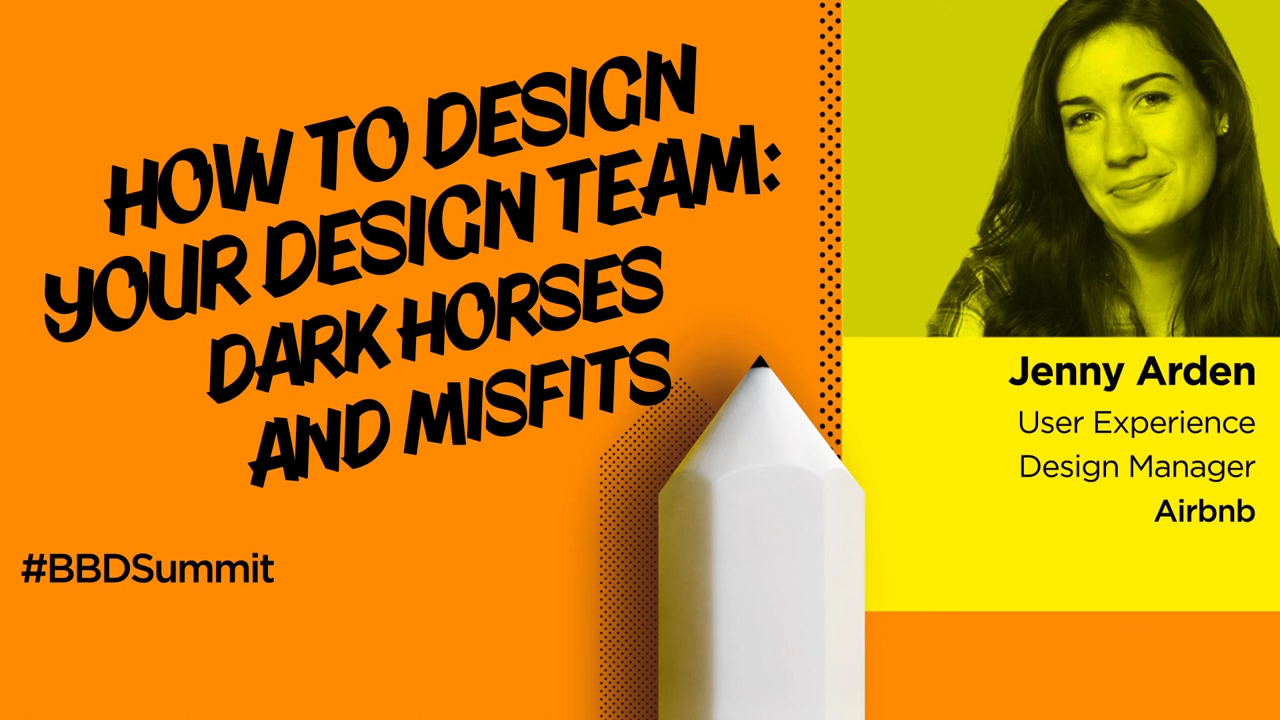 HOW TO DESIGN
YOUR DESIGN TEAM:
DARK HORSES
AND MISFITS
#BBDSummit
Jenny Arden
User Experience
Design Manager
Airbnb